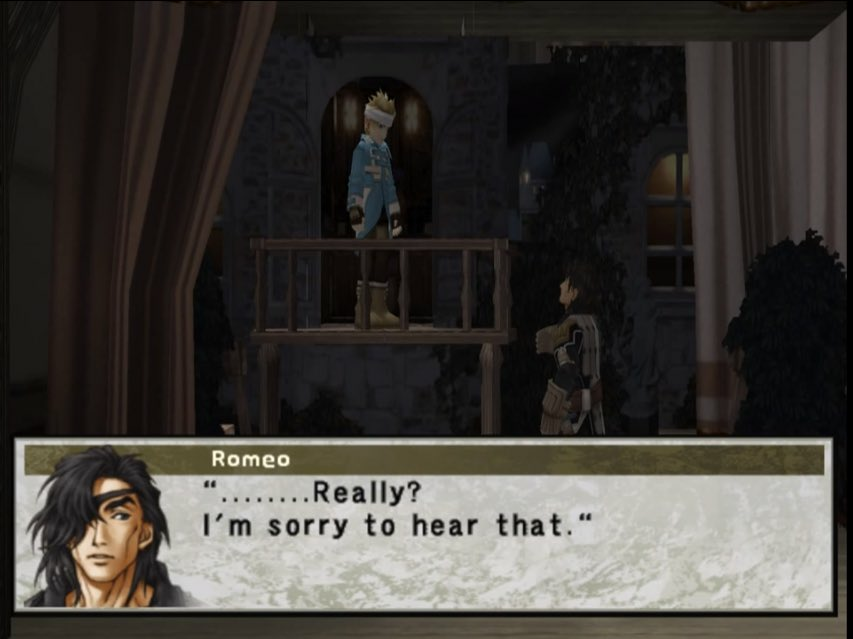 Romeo
“........Really?
I'm sorry to hear that.“